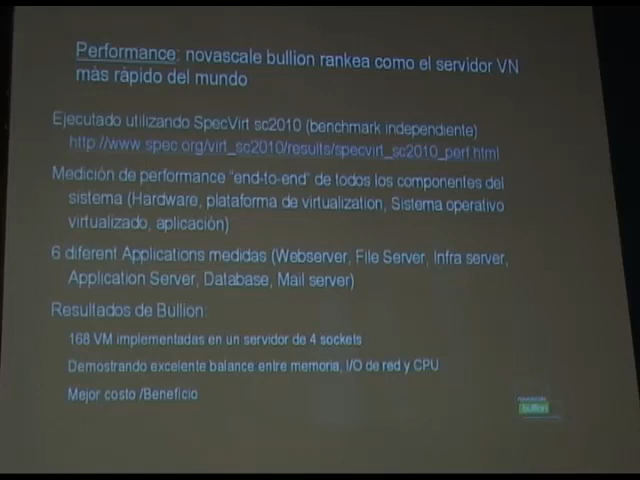 Performance: novascale bullion rankea como el servidor VN
más rápido del mundo
Ejecutado utilizando SpecVirt sc2010 (benchmark independiente)
http://www.spec.org/virt_sc2010/results/specvirt_sc2010_perf.html
Medición de performance "end-to-end" de todos los componentes del
sistema (Hardware, plataforma de virtualization, Sistema operativo
virtualizado, aplicación)
6 diferent Applications medidas (Webserver, File Server, Infra server,
Application Server, Database, Mail server)
Resultados de Bullion:
168 VM implementadas en un servidor de 4 sockets
Demostrando excelente balance entre memoria, I/O de red y CPU
Mejor costo /Beneficio
bullion